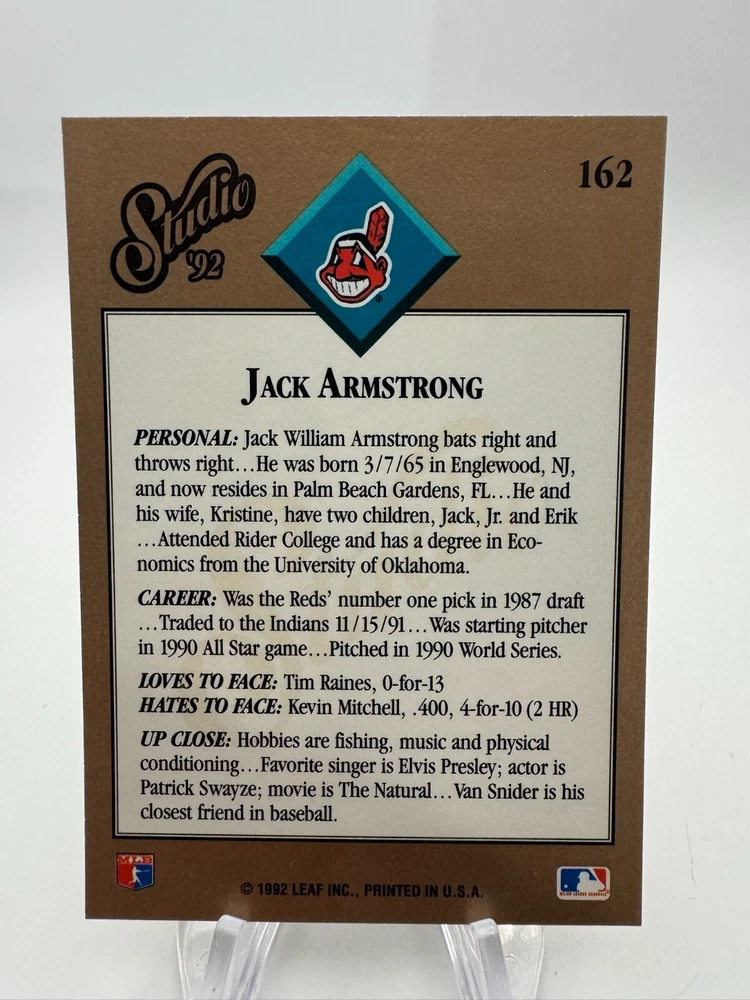 Studio
'92
162
JACK ARMSTRONG
PERSONAL: Jack William Armstrong bats right and
throws right...He was born 3/7/65 in Englewood, NJ,
and now resides in Palm Beach Gardens, FL...He and
his wife, Kristine, have two children, Jack, Jr. and Erik
...Attended Rider College and has a degree in Eco-
nomics from the University of Oklahoma.
CAREER: Was the Reds' number one pick in 1987 draft
...Traded to the Indians 11/15/91...Was starting pitcher
in 1990 All Star game...Pitched in 1990 World Series.
LOVES TO FACE: Tim Raines, 0-for-13
HATES TO FACE: Kevin Mitchell, .400, 4-for-10 (2 HR)
UP CLOSE: Hobbies are fishing, music and physical
conditioning...Favorite singer is Elvis Presley; actor is
Patrick Swayze; movie is The Natural...Van Snider is his
closest friend in baseball.
MLB
© 1992 LEAF INC., PRINTED IN U.S.A.
MAJOR LEAGUE BASEBALL